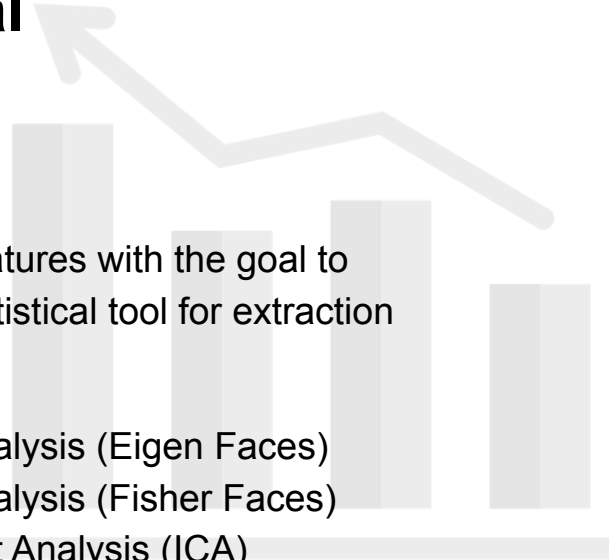 al
atures with the goal to
tistical tool for extraction
alysis (Eigen Faces)
alysis (Fisher Faces)
t Analysis (ICA)